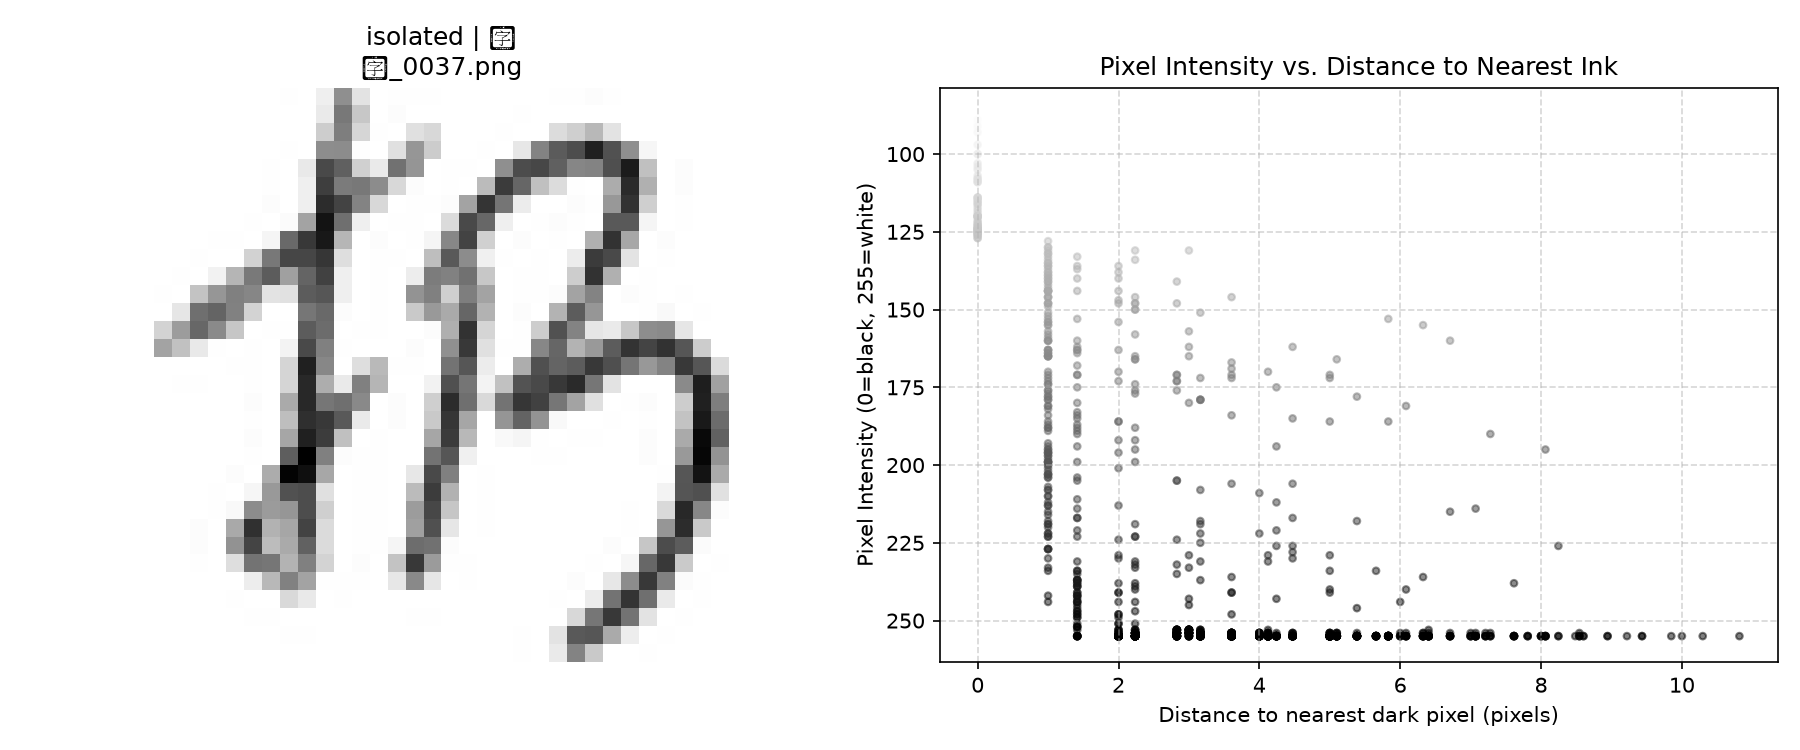 isolated |
_0037.png
扔
Pixel Intensity vs. Distance to Nearest Ink
Pixel Intensity (0=black, 255=white)
100
125
150
175
200
225
250
0 2 4 6 8 10
Distance to nearest dark pixel (pixels)